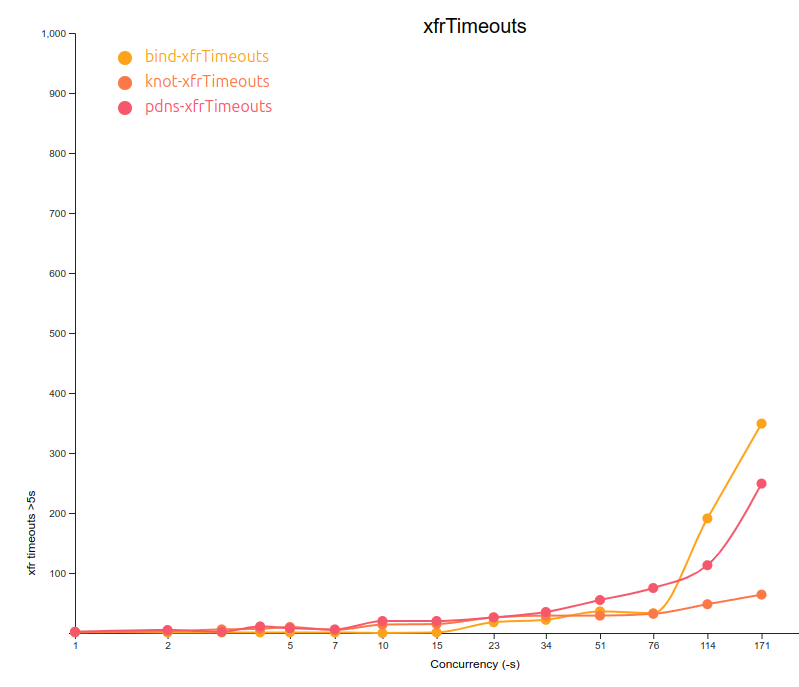 xfrTimeouts
1,000
bind-xfrTimeouts
knot-xfrTimeouts
pdns-xfrTimeouts
900
800
700
600
500
400
300
200
100
xfr timeouts >5s
1 2 5 7 10 15 23 34 51 76 114 171
Concurrency (-s)